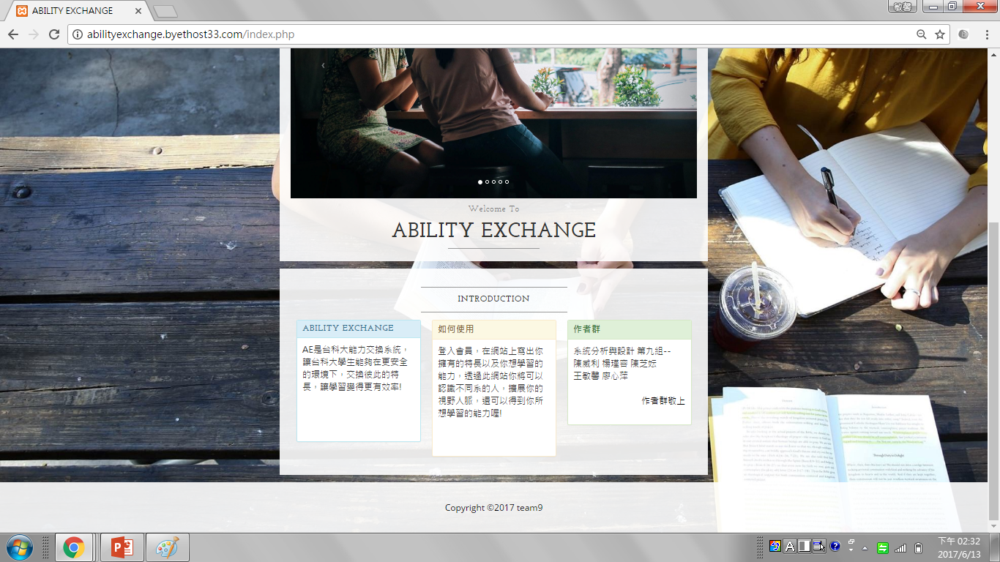 ABILITY EXCHANGE
敏馨
abilityexchange.byethost33.com/index.php
Welcome To
ABILITY EXCHANGE
INTRODUCTION
ABILITY EXCHANGE
AE是台科大能力交換系統，
讓台科大學生能夠在更安全
的環境下，交換彼此的特
長，讓學習變得更有效率!
如何使用
登入會員，在網站上寫出你
擁有的特長以及你想學習的
能力，透過此網站你將可以
認識不同系的人，擴展你的
視野人脈，還可以得到你所
想學習的能力喔!
作者群
系統分析與設計 第九組--
陳威利 楊瑾容 陳芝妘
王敏馨 廖心萍
作者群敬上
Through Duty to Delight
Copyright ©2017 team9
下午 02:32
2017/6/13